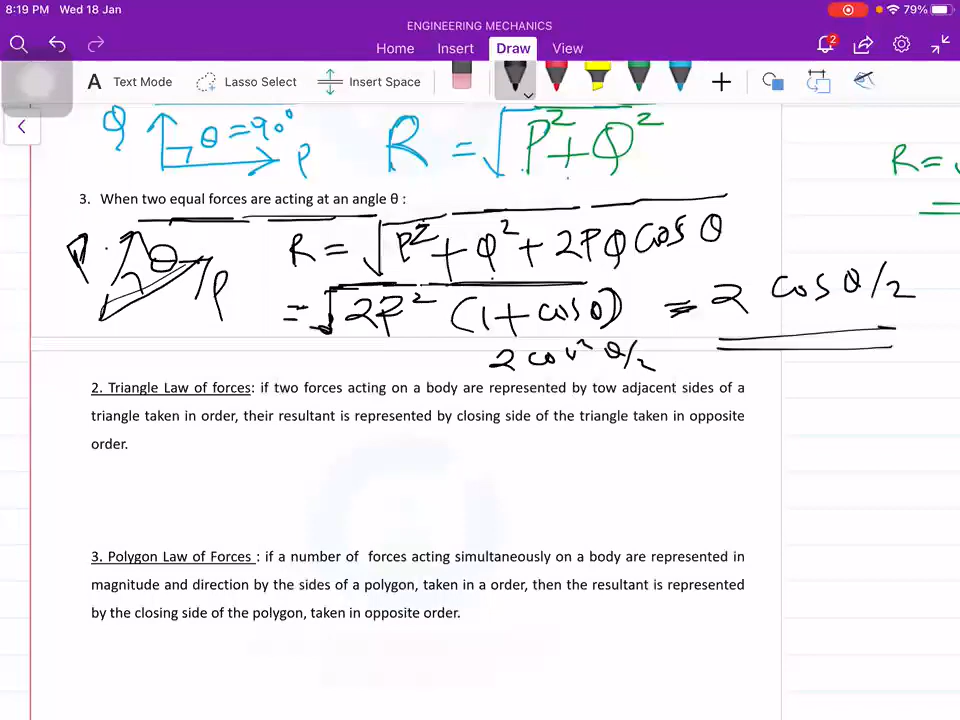 8:19 PM Wed 18 Jan
79%
ENGINEERING MECHANICS
Home Insert Draw View
2
Text Mode Lasso Select Insert Space
Q θ = 90° P R = √P² + Q²
R = √
3. When two equal forces are acting at an angle θ :
P θ P R = √P² + Q² + 2PQ cos θ
= √2P² (1 + cosθ) = 2 cos θ/2
2 cos² θ/2
2. Triangle Law of forces: if two forces acting on a body are represented by tow adjacent sides of a
triangle taken in order, their resultant is represented by closing side of the triangle taken in opposite
order.
3. Polygon Law of Forces : if a number of forces acting simultaneously on a body are represented in
magnitude and direction by the sides of a polygon, taken in a order, then the resultant is represented
by the closing side of the polygon, taken in opposite order.